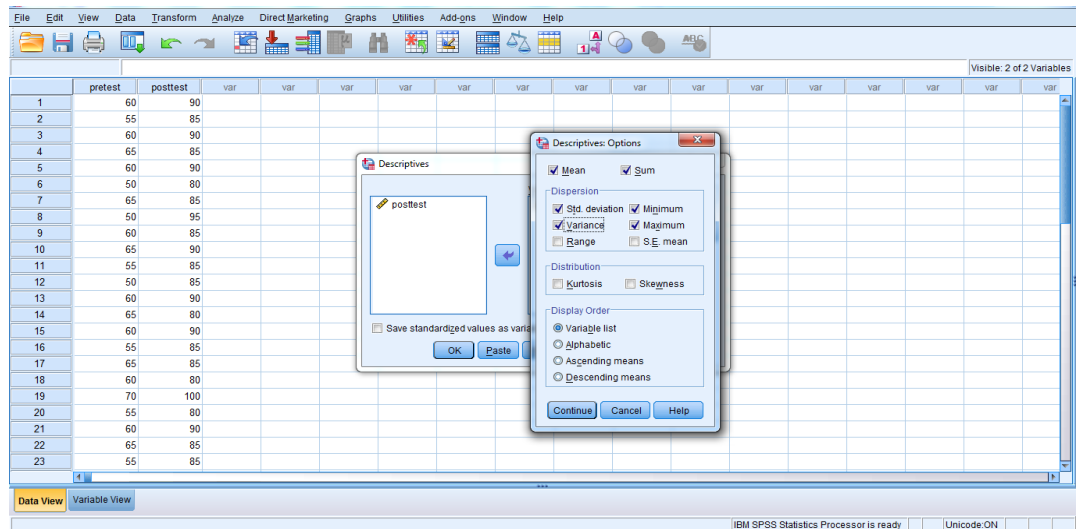 File Edit View Data Transform Analyze Direct Marketing Graphs Utilities Add-ons Window Help
Visible: 2 of 2 Variables
pretest posttest var var var var var var var var var var var var var var
1 60 90
2 55 85
3 60 90
4 65 85
5 60 90
6 50 80
7 65 85
8 50 95
9 60 85
10 65 90
11 55 85
12 50 85
13 60 90
14 65 80
15 60 90
16 55 85
17 65 85
18 60 80
19 70 100
20 55 80
21 60 90
22 65 85
23 55 85
Descriptives
posttest
Save standardized values as varia
OK Paste
Descriptives: Options
Mean Sum
Dispersion
Std. deviation Minimum
Variance Maximum
Range S.E. mean
Distribution
Kurtosis Skewness
Display Order
Variable list
Alphabetic
Ascending means
Descending means
Continue Cancel Help
Data View Variable View
IBM SPSS Statistics Processor is ready Unicode:ON